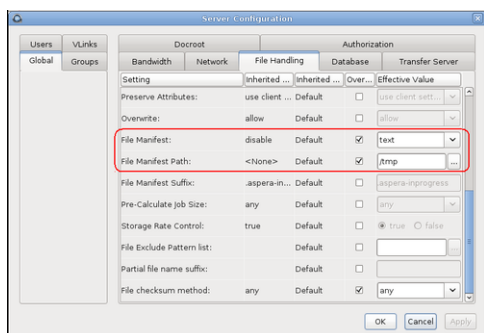 Server Configuration
Users VLinks Docroot Authorization
Global Groups Bandwidth Network File Handling Database Transfer Server
Setting Inherited ... Inherited ... Over... Effective Value
Preserve Attributes: use client ... Default use client sett...
Overwrite: allow Default allow
File Manifest: disable Default text
File Manifest Path: <None> Default /tmp ...
File Manifest Suffix: .aspera-in... Default aspera-inprogress
Pre-Calculate Job Size: any Default any
Storage Rate Control: true Default true false
File Exclude Pattern list: Default ...
Partial file name suffix: Default
File checksum method: any Default any
OK Cancel Apply